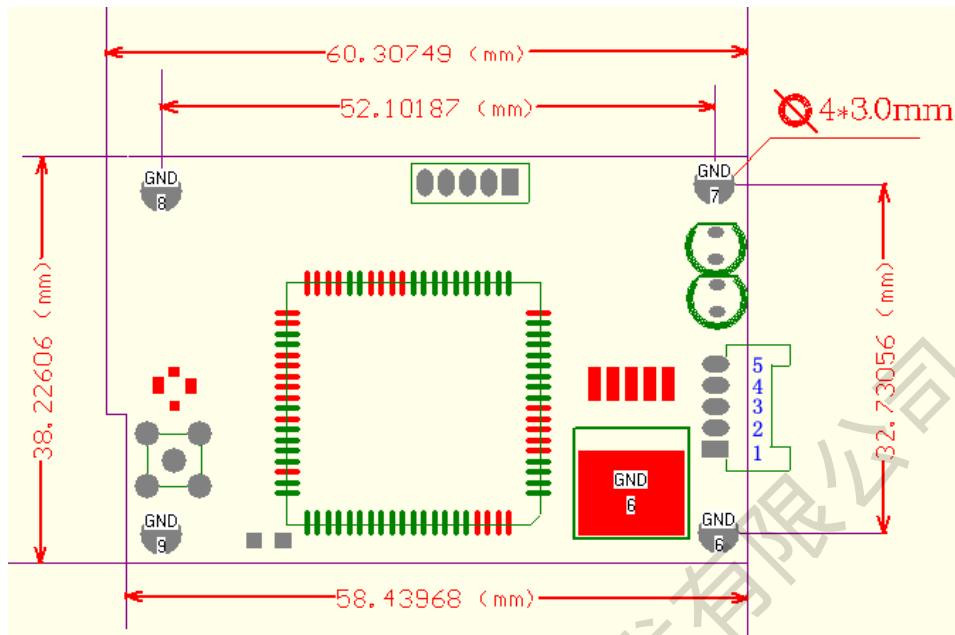 60.30749 (mm)
52.10187 (mm)
4*3.0mm
GND
8
GND
7
38.22606 (mm)
32.73056 (mm)
5
4
3
2
1
GND
6
GND
9
GND
6
58.43968 (mm)
有限公司